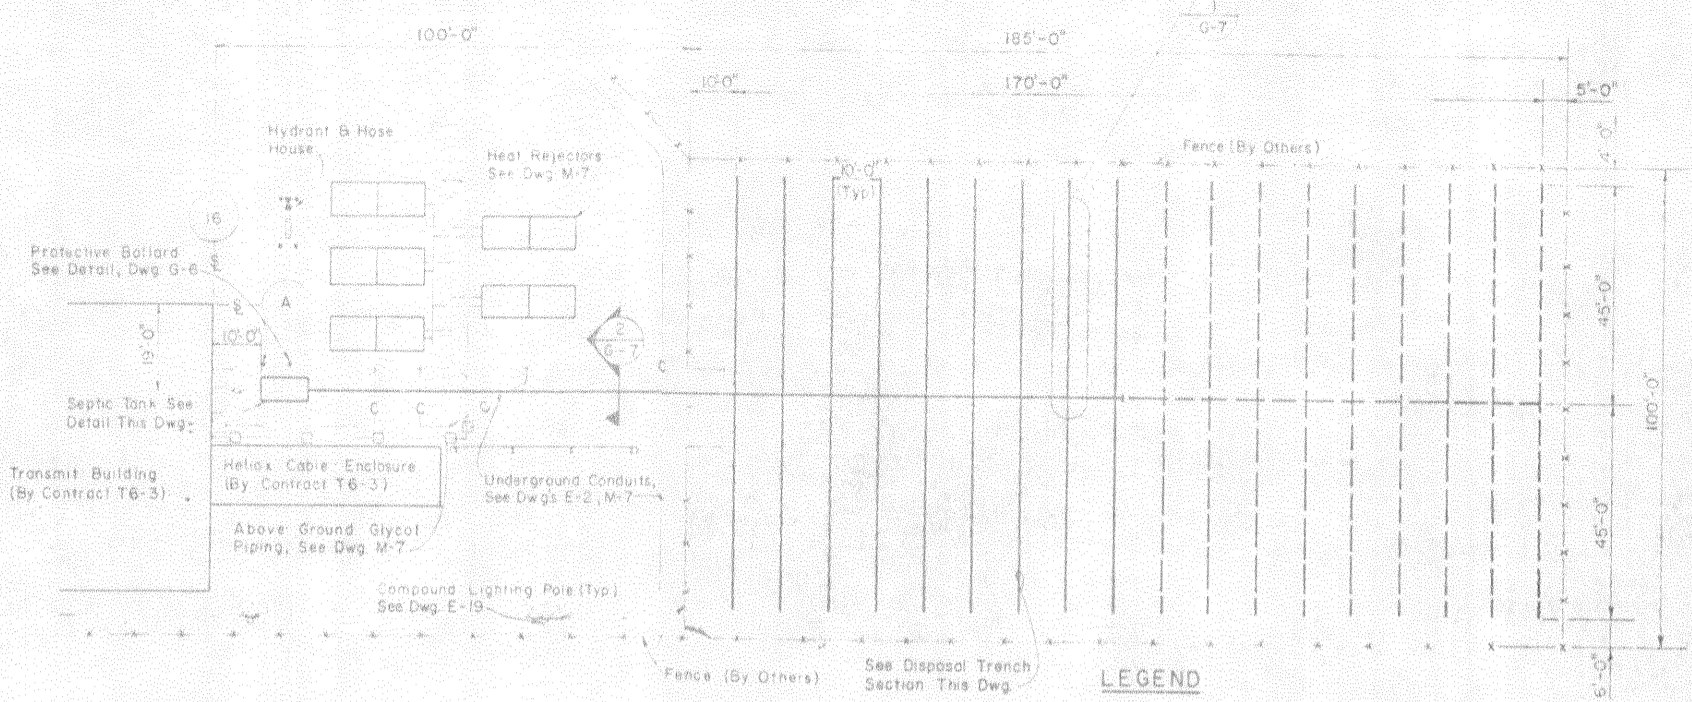 1
G-7
100'-0"
185'-0"
10'-0"
170'-0"
5'-0"
4'-0"
Hydrant & Hose
House
Heat Rejectors
See Dwg M-7
Fence (By Others)
10'-0"
(Typ)
16
Protective Bollard
See Detail, Dwg G-6
A
19'-0"
10'-0"
2
6-7
C
45'-0"
100'-0"
Septic Tank See
Detail This Dwg
C
C
C
Transmit Building
(By Contract T6-3)
Heliax Cable Enclosure
(By Contract T6-3)
Underground Conduits,
See Dwgs E-2, M-7
45'-0"
Above Ground Glycol
Piping, See Dwg M-7
Compound Lighting Pole (Typ)
See Dwg. E-19
Fence (By Others)
See Disposal Trench
Section This Dwg
LEGEND
6'-0"